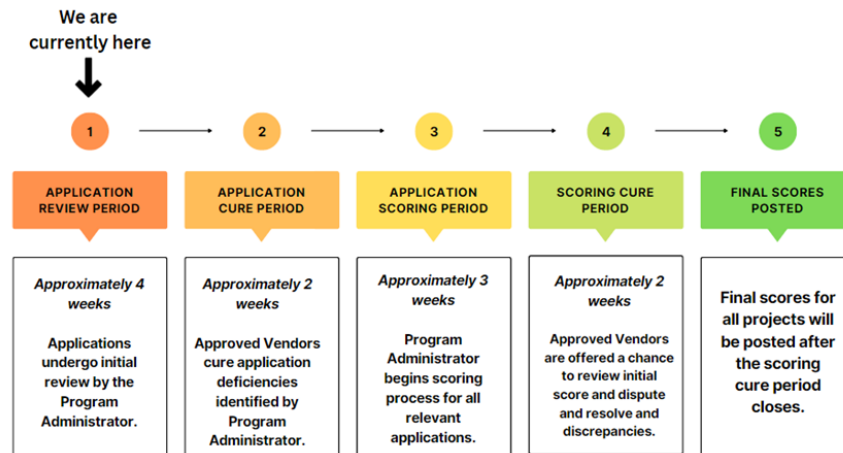 We are
currently here
1
2
3
4
5
APPLICATION
REVIEW PERIOD
APPLICATION
CURE PERIOD
APPLICATION
SCORING PERIOD
SCORING CURE
PERIOD
FINAL SCORES
POSTED
Approximately 4
weeks
Applications
undergo initial
review by the
Program
Administrator.
Approximately 2
weeks
Approved Vendors
cure application
deficiencies
identified by
Program
Administrator.
Approximately 3
weeks
Program
Administrator
begins scoring
process for all
relevant
applications.
Approximately 2
weeks
Approved Vendors
are offered a chance
to review initial
score and dispute
and resolve and
discrepancies.
Final scores for
all projects will
be posted after
the scoring
cure period
closes.